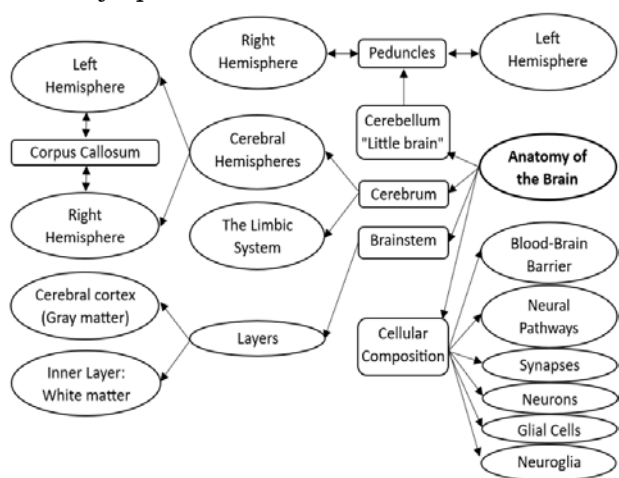 Right
Hemisphere
Peduncles
Left
Hemisphere
Left
Hemisphere
Corpus Callosum
Right
Hemisphere
Cerebral
Hemispheres
Cerebellum
"Little brain"
Anatomy of
the Brain
Cerebrum
The Limbic
System
Brainstem
Blood-Brain
Barrier
Cerebral cortex
(Gray matter)
Layers
Inner Layer:
White matter
Cellular
Composition
Neural
Pathways
Synapses
Neurons
Glial Cells
Neuroglia